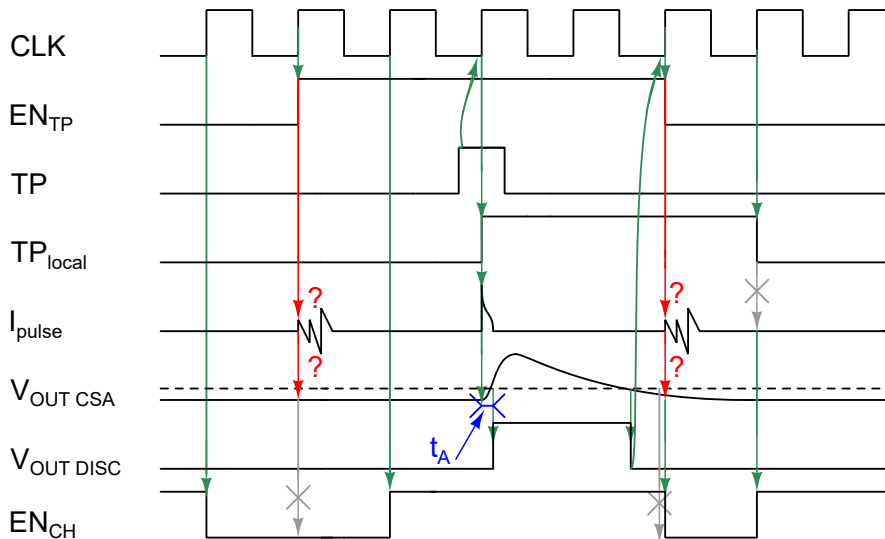 CLK
EN_TP
TP
TP_local
?
?
I_pulse
?
?
V_OUT CSA
t_A
V_OUT DISC
EN_CH